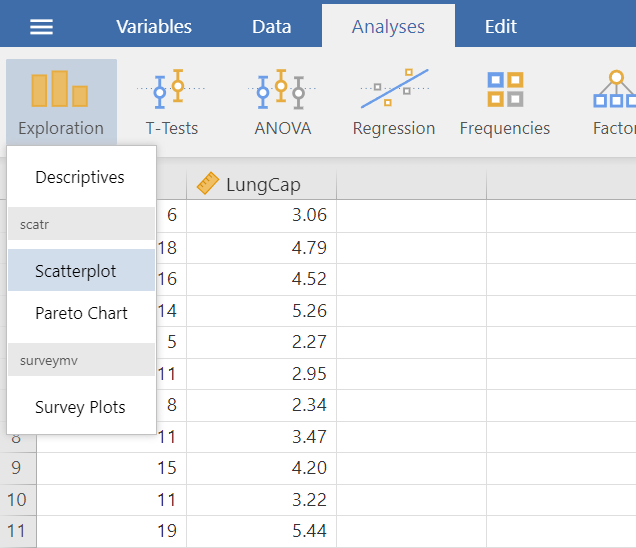 Variables Data Analyses Edit
Exploration T-Tests ANOVA Regression Frequencies Factor
LungCap
Descriptives
scatr
Scatterplot
Pareto Chart
surveymv
Survey Plots
6 3.06
18 4.79
16 4.52
14 5.26
5 2.27
11 2.95
8 2.34
8 11 3.47
9 15 4.20
10 11 3.22
11 19 5.44